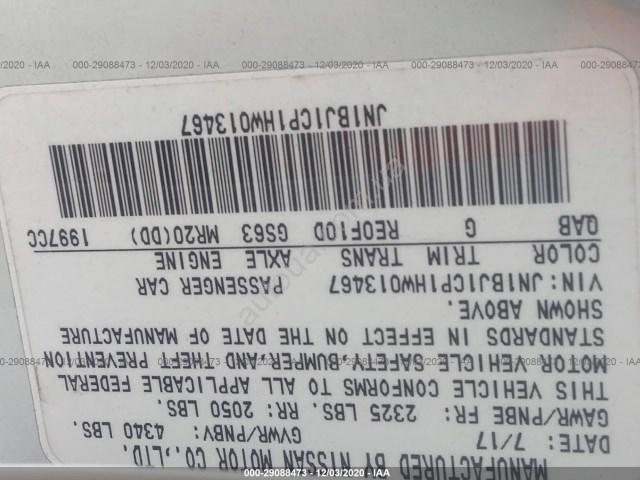 MANUFACTURED BY NISSAN MOTOR CO.,LTD.
DATE: 7/17 GVWR/PNBV: 4340 LBS.
GAWR/PNBE FR: 2325 LBS. RR: 2050 LBS.
THIS VEHICLE CONFORMS TO ALL APPLICABLE FEDERAL
MOTOR VEHICLE SAFETY, BUMPER, AND THEFT PREVENTION
STANDARDS IN EFFECT ON THE DATE OF MANUFACTURE
SHOWN ABOVE.
VIN: JN1BJ1CP1HW013467 PASSENGER CAR
COLOR TRIM TRANS AXLE ENGINE
QAB G RE0F10D GS63 MR20(DD) 1997CC
JN1BJ1CP1HW013467
000-29088473 - 12/03/2020 - IAA